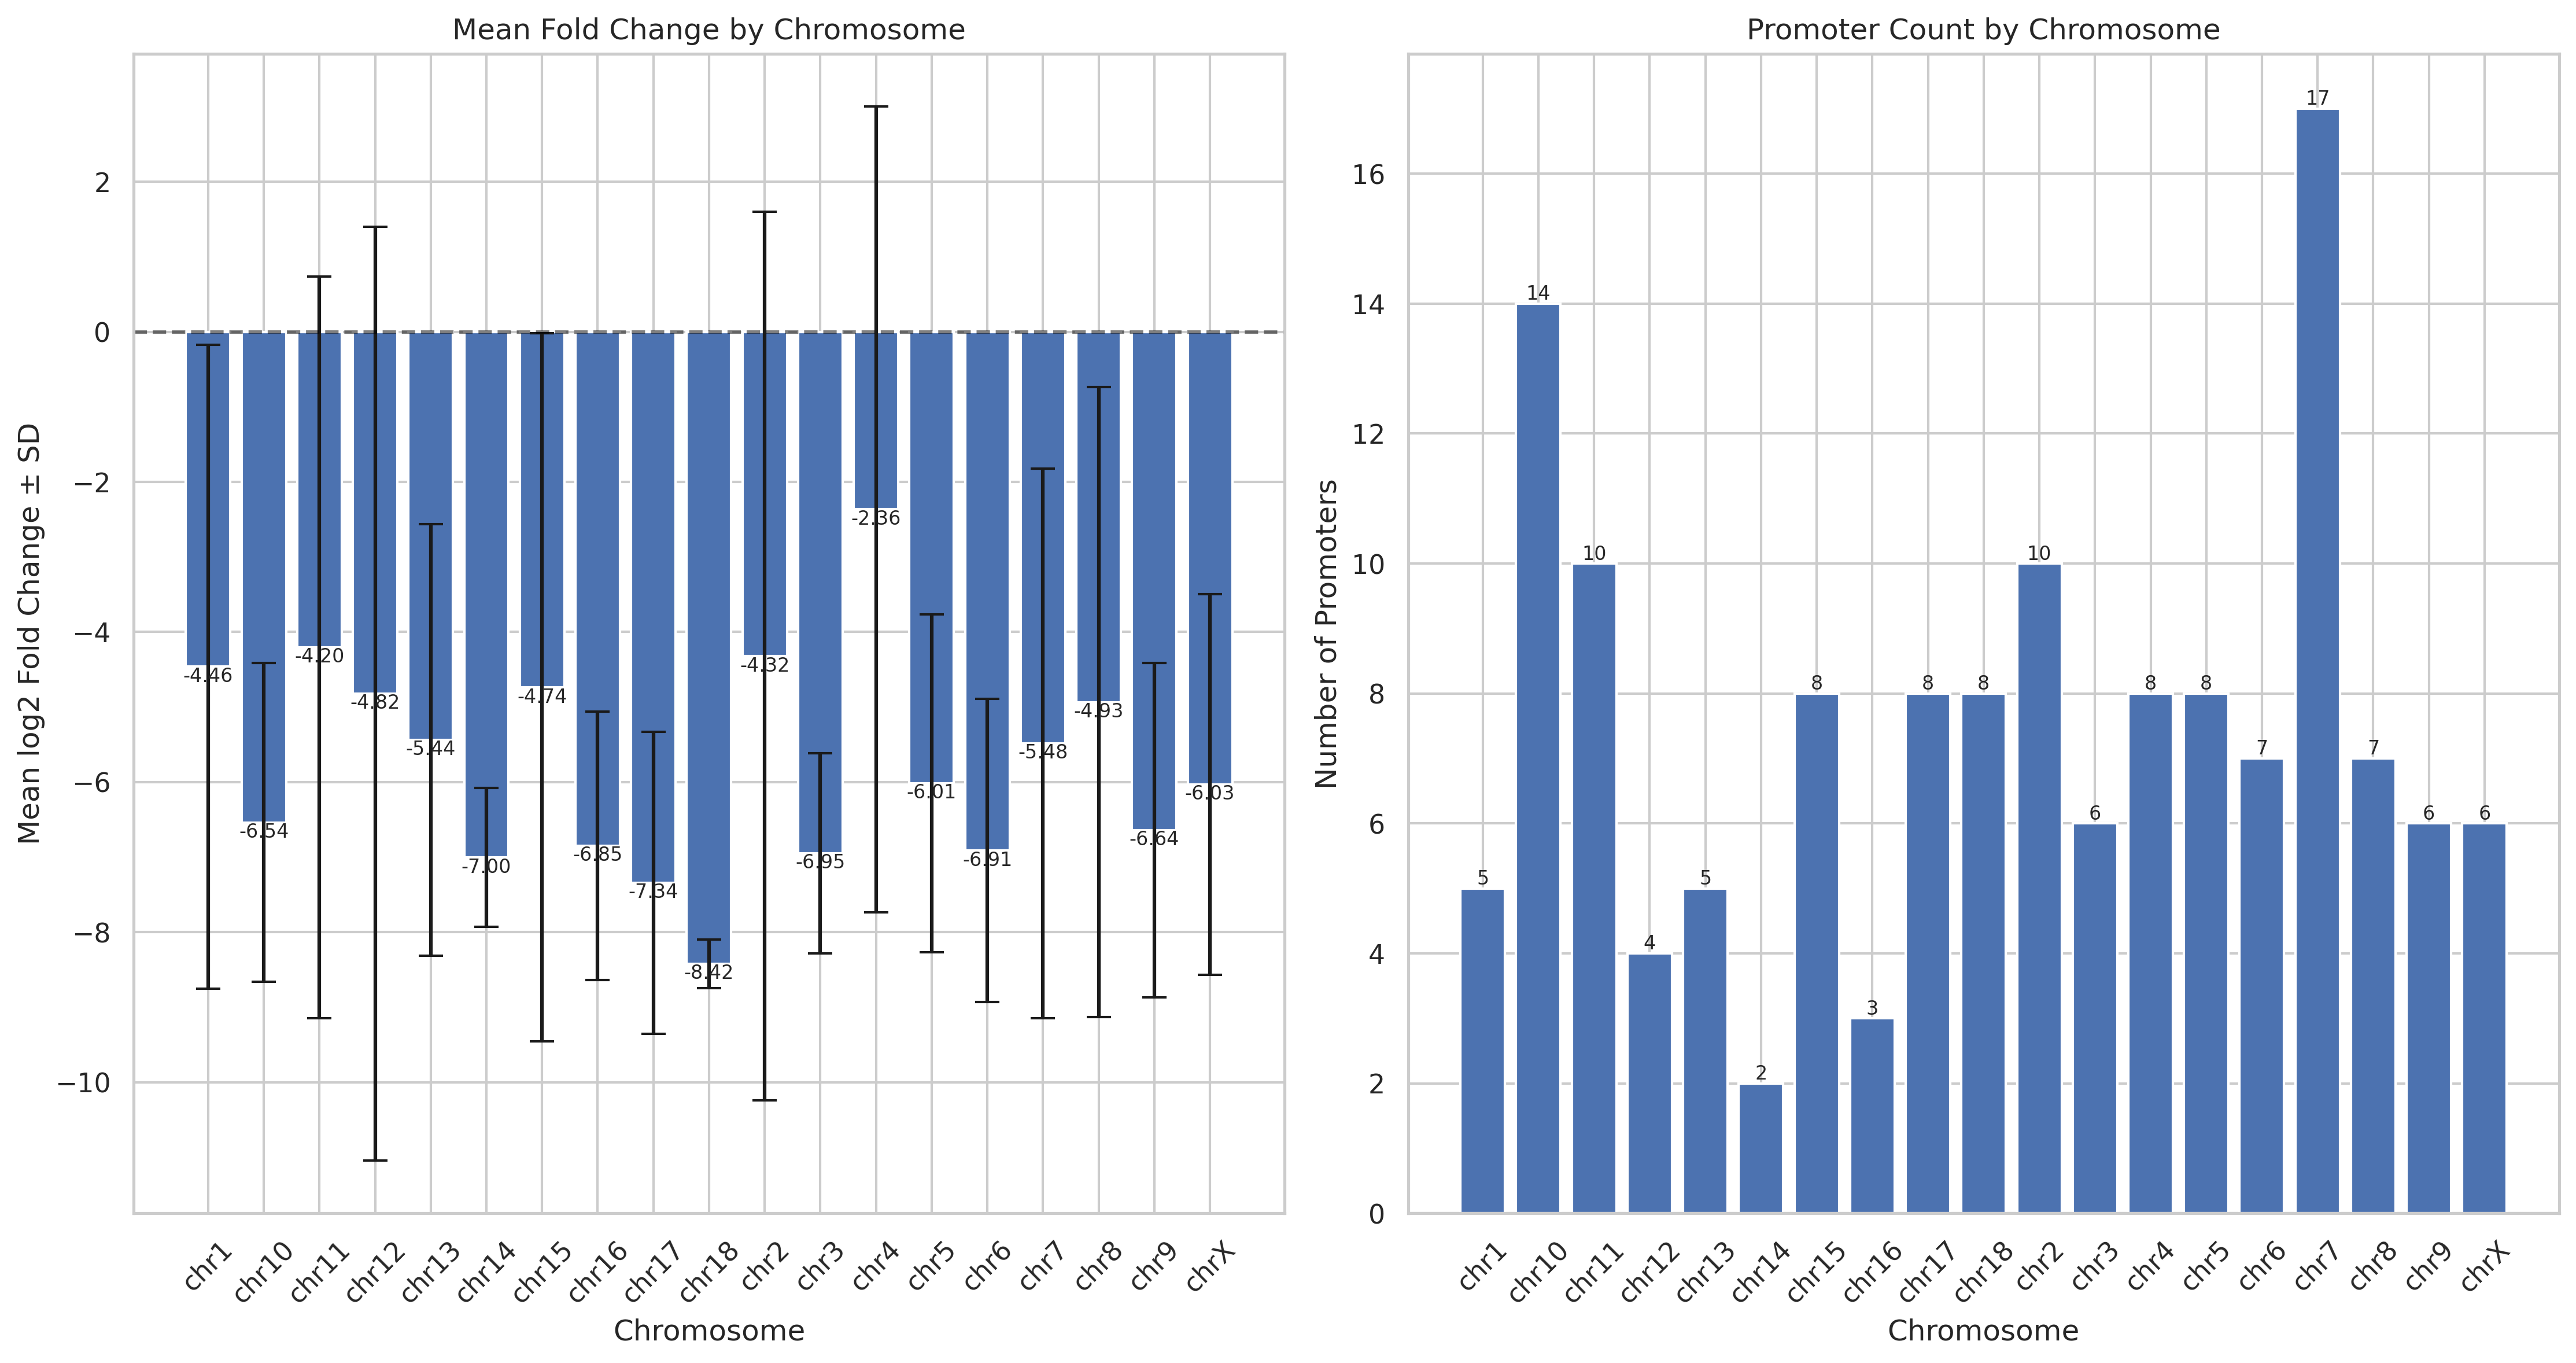 Mean Fold Change by Chromosome
Mean log2 Fold Change ± SD
2
0
−2
−4
−6
−8
−10
-4.46
-6.54
-4.20
-4.82
-5.44
-7.00
-4.74
-6.85
-7.34
-8.42
-4.32
-6.95
-2.36
-6.01
-6.91
-5.48
-4.93
-6.64
-6.03
chr1
chr10
chr11
chr12
chr13
chr14
chr15
chr16
chr17
chr18
chr2
chr3
chr4
chr5
chr6
chr7
chr8
chr9
chrX
Chromosome
Promoter Count by Chromosome
Number of Promoters
16
14
12
10
8
6
4
2
0
5
14
10
4
5
2
8
3
8
8
10
6
8
8
7
17
7
6
6
chr1
chr10
chr11
chr12
chr13
chr14
chr15
chr16
chr17
chr18
chr2
chr3
chr4
chr5
chr6
chr7
chr8
chr9
chrX
Chromosome